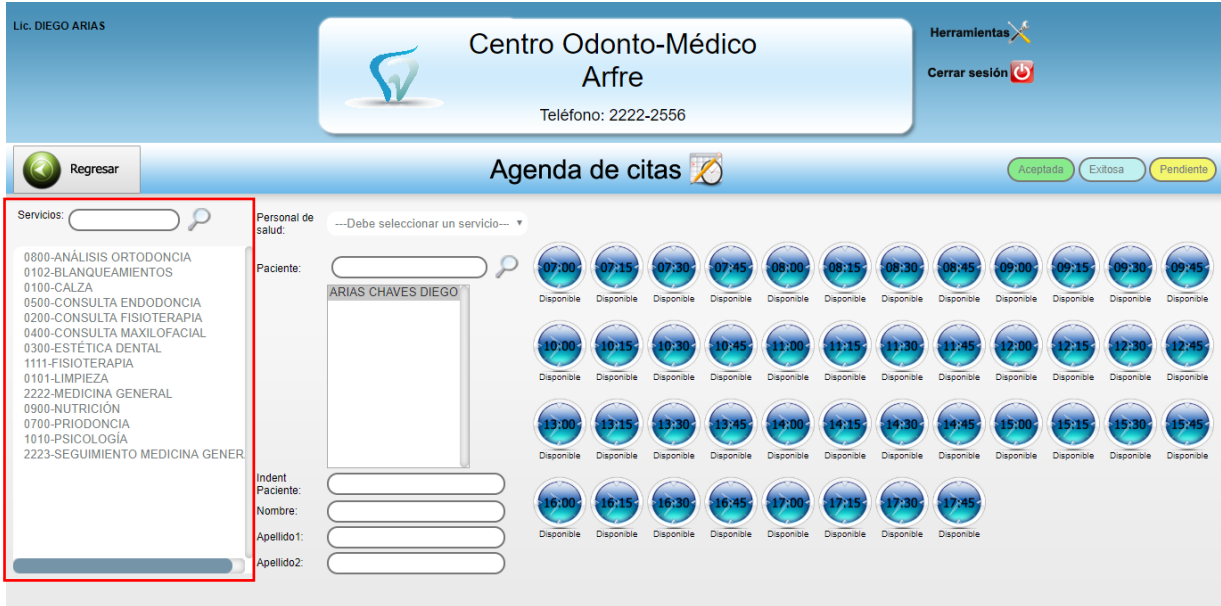 Lic. DIEGO ARIAS
Centro Odonto-Médico
Arfre
Teléfono: 2222-2556
Herramientas
Cerrar sesión
Regresar
Agenda de citas
Aceptada Exitosa Pendiente
Servicios:
0800-ANÁLISIS ORTODONCIA
0102-BLANQUEAMIENTOS
0100-CALZA
0500-CONSULTA ENDODONCIA
0200-CONSULTA FISIOTERAPIA
0400-CONSULTA MAXILOFACIAL
0300-ESTÉTICA DENTAL
1111-FISIOTERAPIA
0101-LIMPIEZA
2222-MEDICINA GENERAL
0900-NUTRICIÓN
0700-PRIODONCIA
1010-PSICOLOGÍA
2223-SEGUIMIENTO MEDICINA GENER
Personal de
salud:
---Debe seleccionar un servicio---
Paciente:
ARIAS CHAVES DIEGO
Indent
Paciente:
Nombre:
Apellido1:
Apellido2:
07:00 07:15 07:30 07:45 08:00 08:15 08:30 08:45 09:00 09:15 09:30 09:45
Disponible Disponible Disponible Disponible Disponible Disponible Disponible Disponible Disponible Disponible Disponible Disponible
10:00 10:15 10:30 10:45 11:00 11:15 11:30 11:45 12:00 12:15 12:30 12:45
Disponible Disponible Disponible Disponible Disponible Disponible Disponible Disponible Disponible Disponible Disponible Disponible
13:00 13:15 13:30 13:45 14:00 14:15 14:30 14:45 15:00 15:15 15:30 15:45
Disponible Disponible Disponible Disponible Disponible Disponible Disponible Disponible Disponible Disponible Disponible Disponible
16:00 16:15 16:30 16:45 17:00 17:15 17:30 17:45
Disponible Disponible Disponible Disponible Disponible Disponible Disponible Disponible